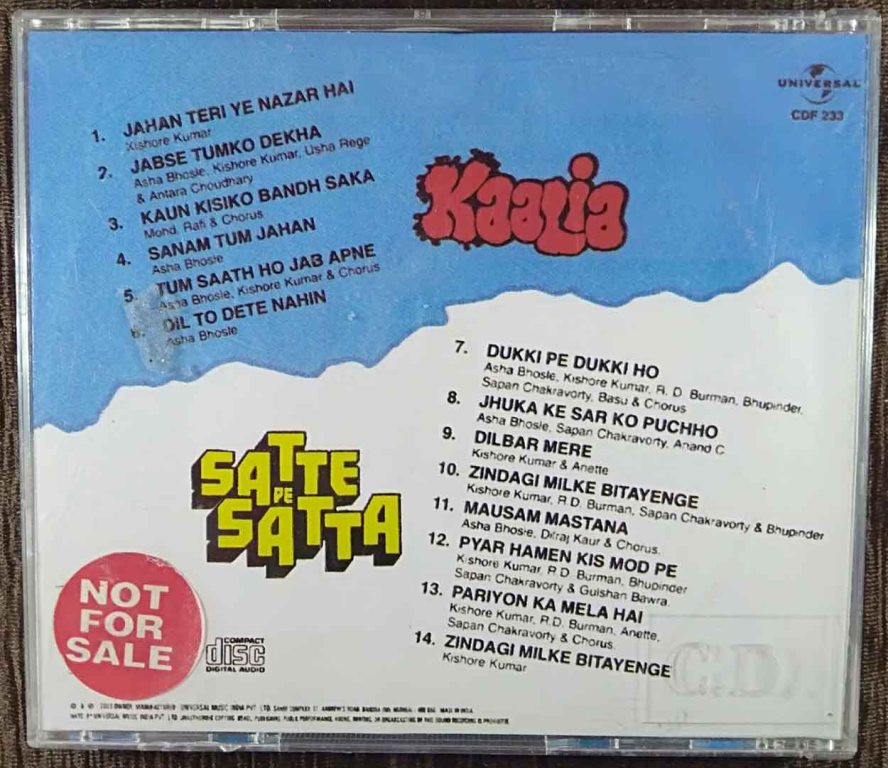 UNIVERSAL
CDF 233
1. JAHAN TERI YE NAZAR HAI
Kishore Kumar
2. JABSE TUMKO DEKHA
Asha Bhosle, Kishore Kumar, Usha Rege
& Antara Choudhary
3. KAUN KISIKO BANDH SAKA
Mohd. Rafi & Chorus
4. SANAM TUM JAHAN
Asha Bhosle
5. TUM SAATH HO JAB APNE
Asha Bhosle, Kishore Kumar & Chorus
6. DIL TO DETE NAHIN
Asha Bhosle
Kaalia
7. DUKKI PE DUKKI HO
Asha Bhosle, Kishore Kumar, R. D. Burman, Bhupinder,
Sapan Chakravorty, Basu & Chorus
8. JHUKA KE SAR KO PUCHHO
Asha Bhosle, Sapan Chakravorty, Anand C.
9. DILBAR MERE
Kishore Kumar & Anette
10. ZINDAGI MILKE BITAYENGE
Kishore Kumar, R.D. Burman, Sapan Chakravorty & Bhupinder
11. MAUSAM MASTANA
Asha Bhosle, Dilraj Kaur & Chorus.
12. PYAR HAMEN KIS MOD PE
Kishore Kumar, R.D. Burman, Bhupinder
Sapan Chakravorty & Gulshan Bawra.
13. PARIYON KA MELA HAI
Kishore Kumar, R.D. Burman, Anette,
Sapan Chakravorty & Chorus.
14. ZINDAGI MILKE BITAYENGE
Kishore Kumar
SATTE
PE
SATTA
NOT
FOR
SALE
COMPACT
disc
DIGITAL AUDIO
C.D.
UNIVERSAL MUSIC INDIA PVT. LTD.